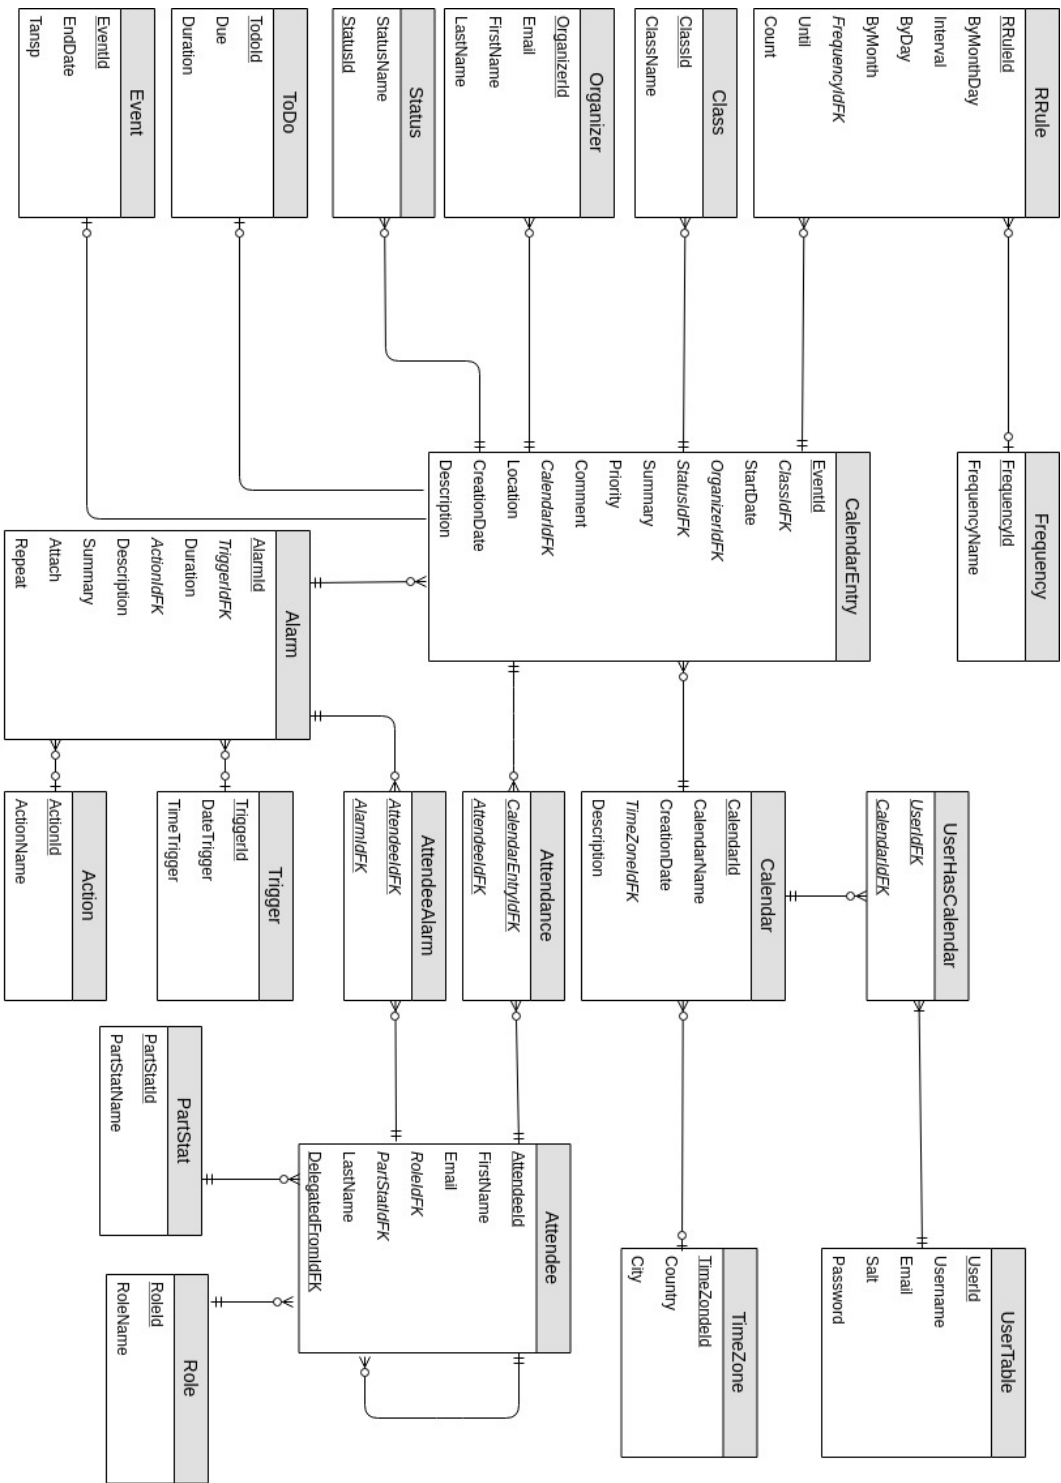 RRule
RRuleId
ByMonthDay
Interval
ByDay
ByMonth
FrequencyIdFK
Until
Count
Class
ClassId
ClassName
Organizer
OrganizerId
Email
FirstName
LastName
Status
StatusName
StatusId
ToDo
TodoId
Due
Duration
Event
EventId
EndDate
Tansp
Frequency
FrequencyId
FrequencyName
CalendarEntry
EventId
ClassIdFK
StartDate
OrganizerIdFK
StatusIdFK
Summary
Priority
Comment
CalendarIdFK
Location
CreationDate
Description
Alarm
AlarmId
TriggerIdFK
Duration
ActionIdFK
Description
Summary
Attach
Repeat
UserHasCalendar
UserIdFK
CalendarIdFK
Calendar
CalendarId
CalendarName
CreationDate
TimeZoneIdFK
Description
Attendance
CalendarEntryIdFK
AttendeeIdFK
AttendeeAlarm
AttendeeIdFK
AlarmIdFK
Trigger
TriggerId
DateTrigger
TimeTrigger
Action
ActionId
ActionName
UserTable
UserId
Username
Email
Salt
Password
TimeZone
TimeZondeId
Country
City
Attendee
AttendeeId
FirstName
Email
RoleIdFK
PartStatIdFK
LastName
DelegatedFromIdFK
PartStat
PartStatId
PartStatName
Role
RoleId
RoleName